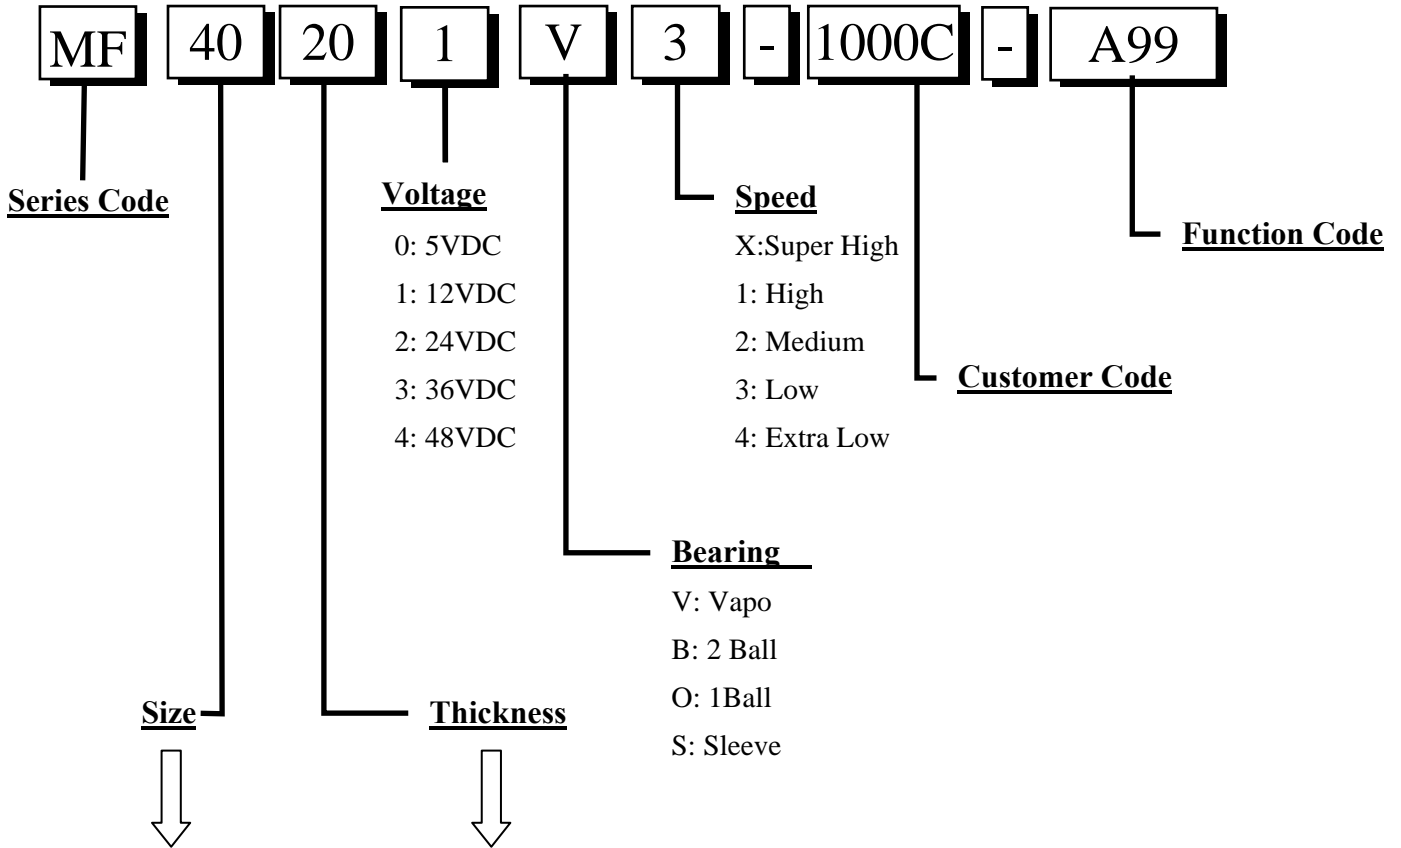 MF 40 20 1 V 3 - 1000C - A99
Series Code
Voltage
0: 5VDC
1: 12VDC
2: 24VDC
3: 36VDC
4: 48VDC
Speed
X:Super High
1: High
2: Medium
3: Low
4: Extra Low
Function Code
Customer Code
Bearing
V: Vapo
B: 2 Ball
O: 1Ball
S: Sleeve
Size
Thickness